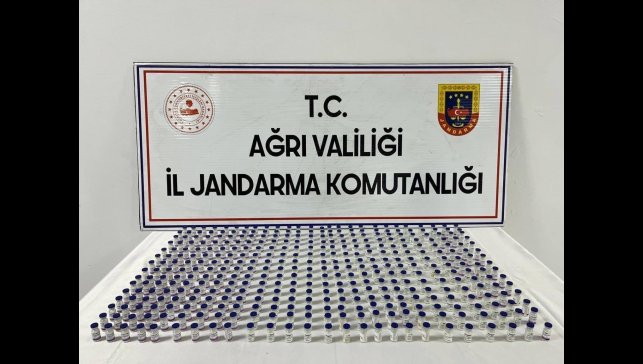 T.C.
AĞRI VALİLİĞİ
İL JANDARMA KOMUTANLIĞI
JANDARMA